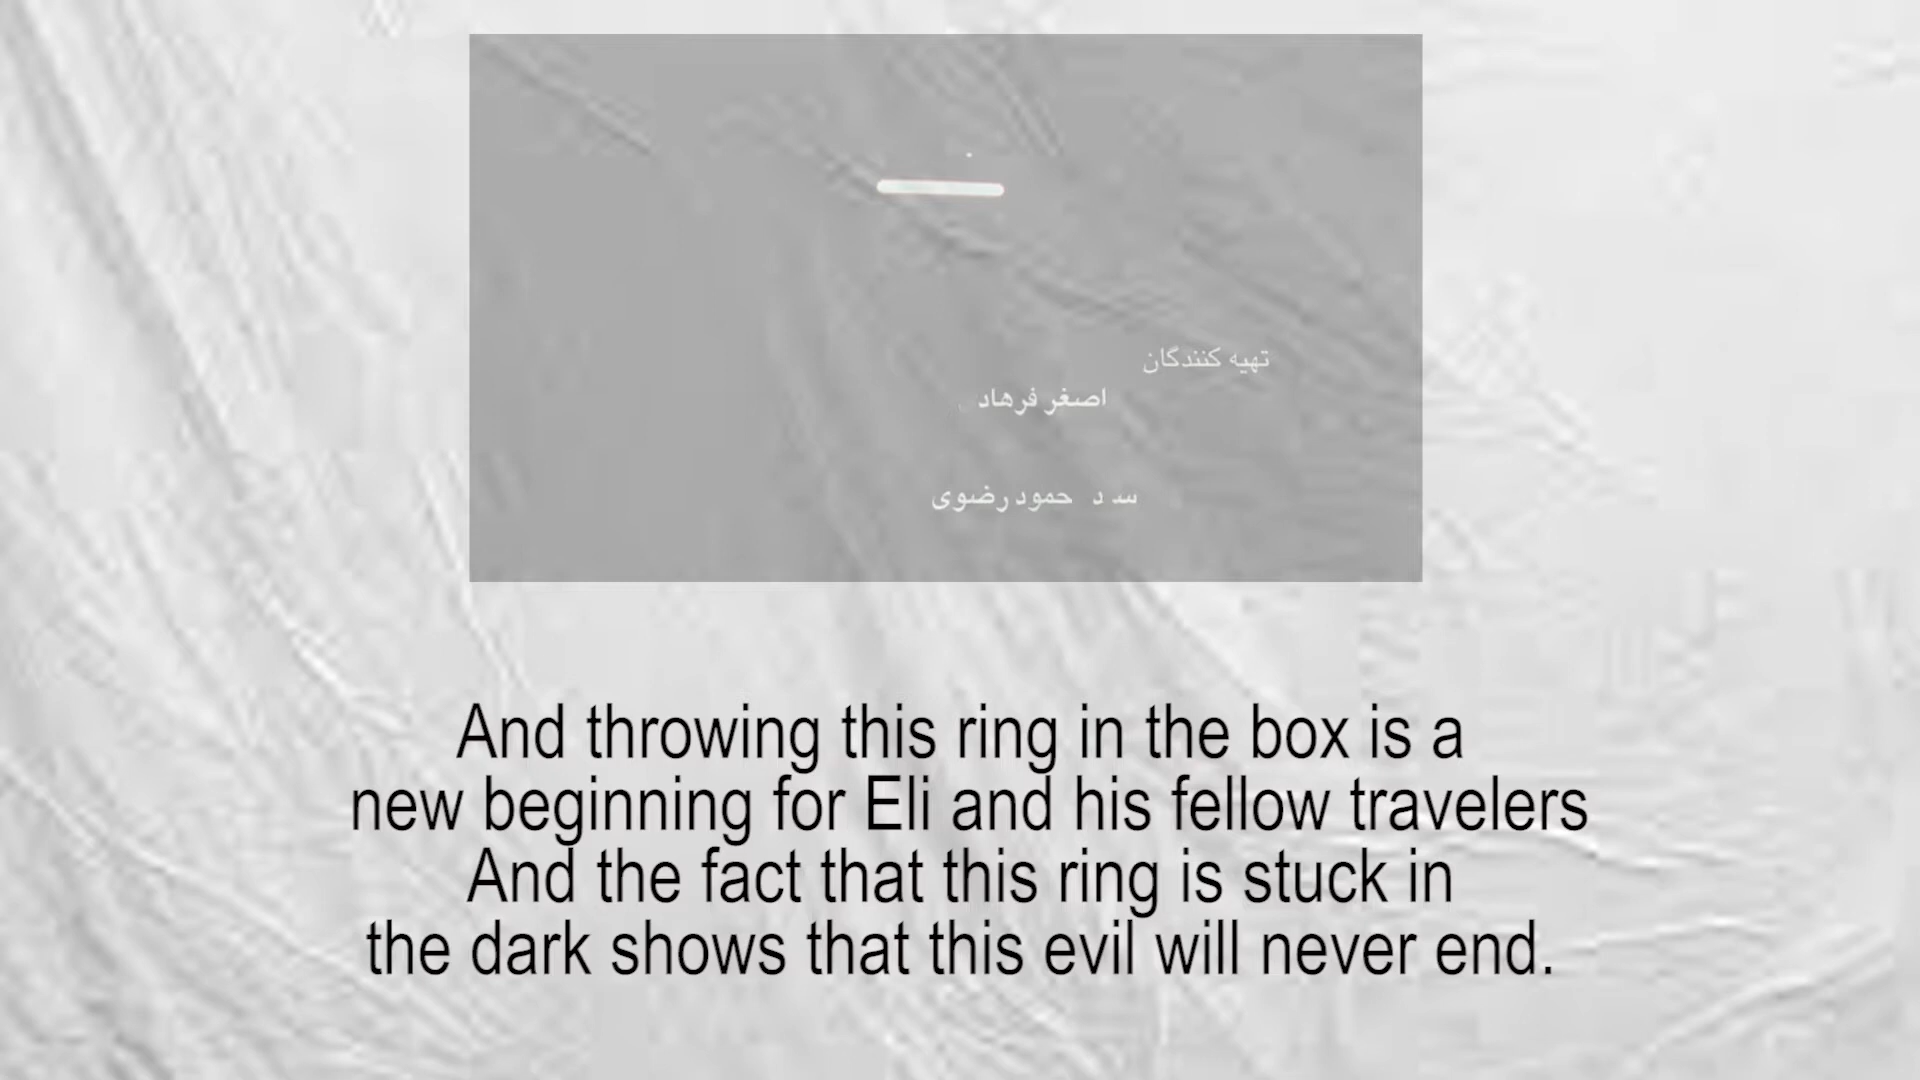 تهیه کنندگان
اصغر فرهاد
سد حمود رضوی
And throwing this ring in the box is a
new beginning for Eli and his fellow travelers
And the fact that this ring is stuck in
the dark shows that this evil will never end.